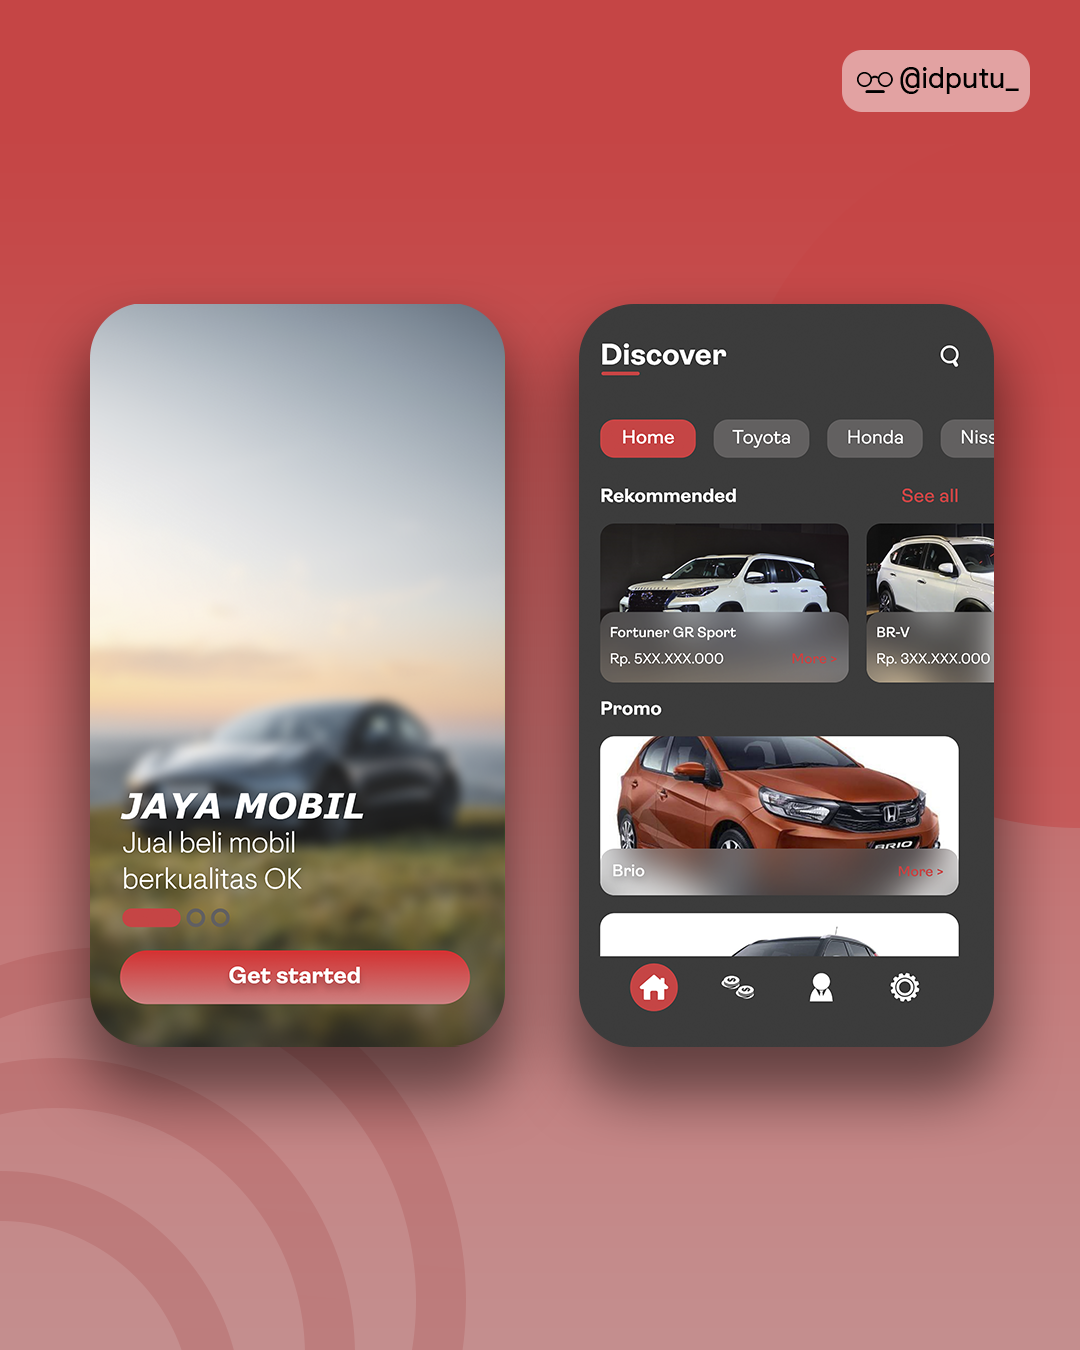 @idputu_
JAYA MOBIL
Jual beli mobil
berkualitas OK
Get started
Discover
Home
Toyota
Honda
Niss
Rekommended
See all
Fortuner GR Sport
Rp. 5XX.XXX.000
More >
BR-V
Rp. 3XX.XXX.000
Promo
BRIO
Brio
More >